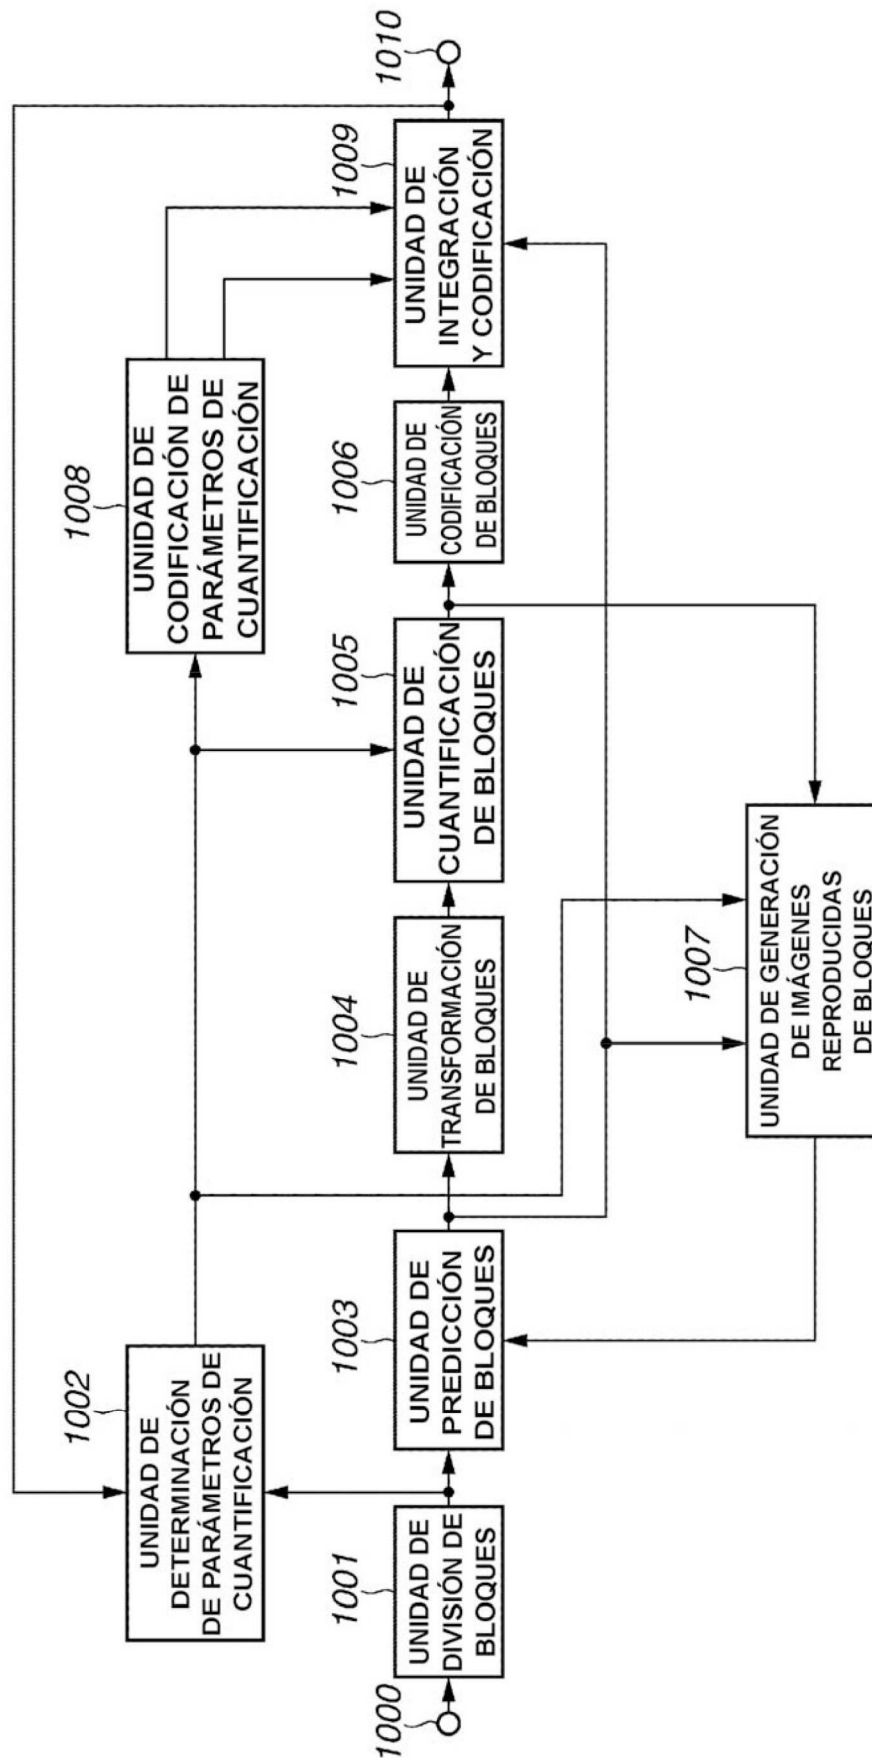 1000
1001
UNIDAD DE
DIVISIÓN DE
BLOQUES
1002
UNIDAD DE
DETERMINACIÓN
DE PARÁMETROS DE
CUANTIFICACIÓN
1003
UNIDAD DE
PREDICCIÓN
DE BLOQUES
1004
UNIDAD DE
TRANSFORMACIÓN
DE BLOQUES
1005
UNIDAD DE
CUANTIFICACIÓN
DE BLOQUES
1006
UNIDAD DE
CODIFICACIÓN
DE BLOQUES
1007
UNIDAD DE GENERACIÓN
DE IMÁGENES
REPRODUCIDAS
DE BLOQUES
1008
UNIDAD DE
CODIFICACIÓN DE
PARÁMETROS DE
CUANTIFICACIÓN
1009
UNIDAD DE
INTEGRACIÓN
Y CODIFICACIÓN
1010